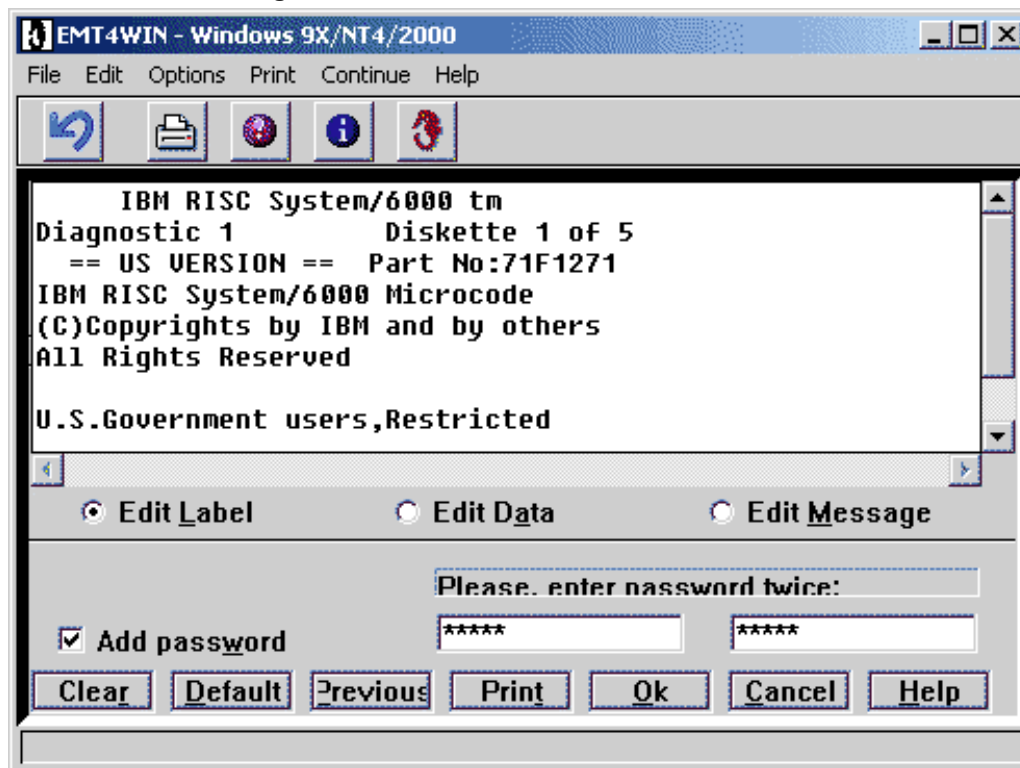 EMT4WIN - Windows 9X/NT4/2000
File Edit Options Print Continue Help
IBM RISC System/6000 tm
Diagnostic 1 Diskette 1 of 5
== US VERSION == Part No:71F1271
IBM RISC System/6000 Microcode
(C)Copyrights by IBM and by others
All Rights Reserved
U.S.Government users,Restricted
Edit Label Edit Data Edit Message
Please, enter password twice:
Add password ***** *****
Clear Default Previous Print Ok Cancel Help